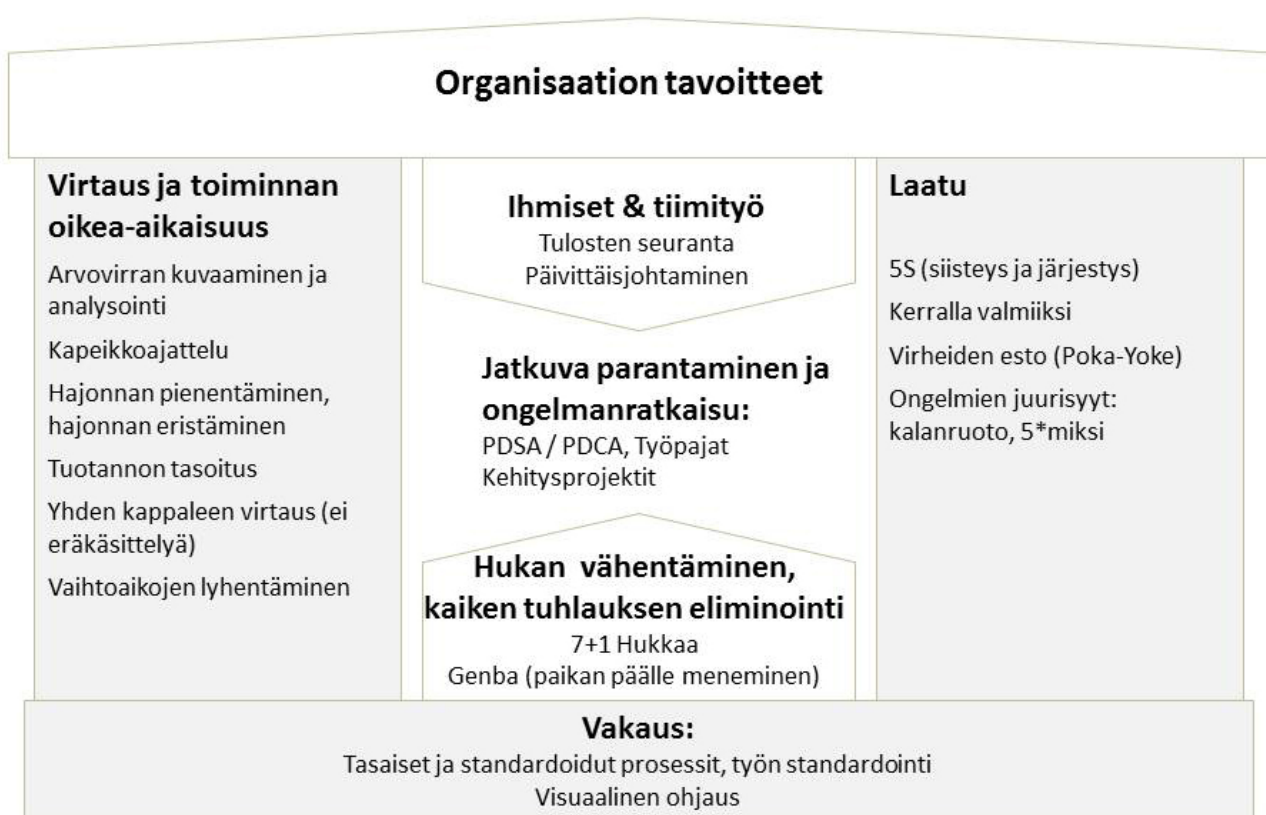 Organisaation tavoitteet
Virtaus ja toiminnan
oikea-aikaisuus
Arvovirran kuvaaminen ja
analysointi
Kapeikkoajattelu
Hajonnan pienentäminen,
hajonnan eristäminen
Tuotannon tasoitus
Yhden kappaleen virtaus (ei
eräkäsittelyä)
Vaihtoaikojen lyhentäminen
Ihmiset & tiimityö
Tulosten seuranta
Päivittäisjohtaminen
Jatkuva parantaminen ja
ongelmanratkaisu:
PDSA / PDCA, Työpajat
Kehitysprojektit
Hukan vähentäminen,
kaiken tuhlauksen eliminointi
7+1 Hukkaa
Genba (paikan päälle meneminen)
Laatu
5S (siisteys ja järjestys)
Kerralla valmiiksi
Virheiden esto (Poka-Yoke)
Ongelmien juurisyyt:
kalanruoto, 5*miksi
Vakaus:
Tasaiset ja standardoidut prosessit, työn standardointi
Visuaalinen ohjaus